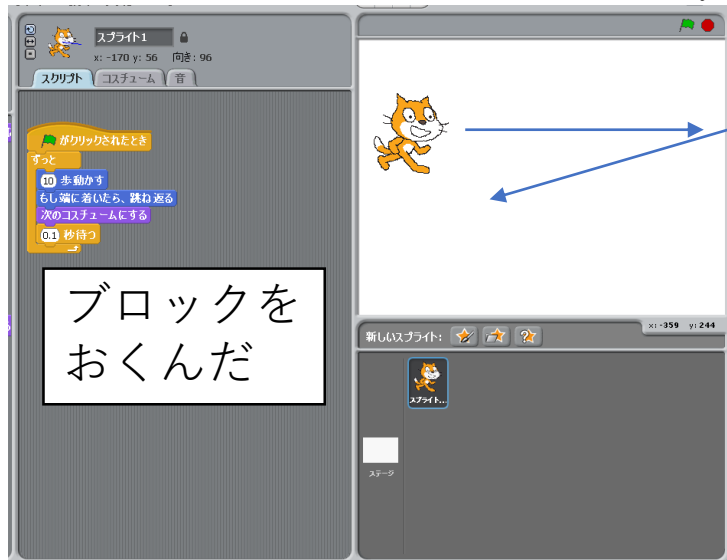 スプライト1
x: -170 y: 56 向き: 96
スクリプト コスチューム 音
がクリックされたとき
ずっと
10 歩動かす
もし端に着いたら、跳ね返る
次のコスチュームにする
0.1 秒待つ
ブロックを
おくんだ
x: -359 y: 244
新しいスプライト:
スプライト...
ステージ